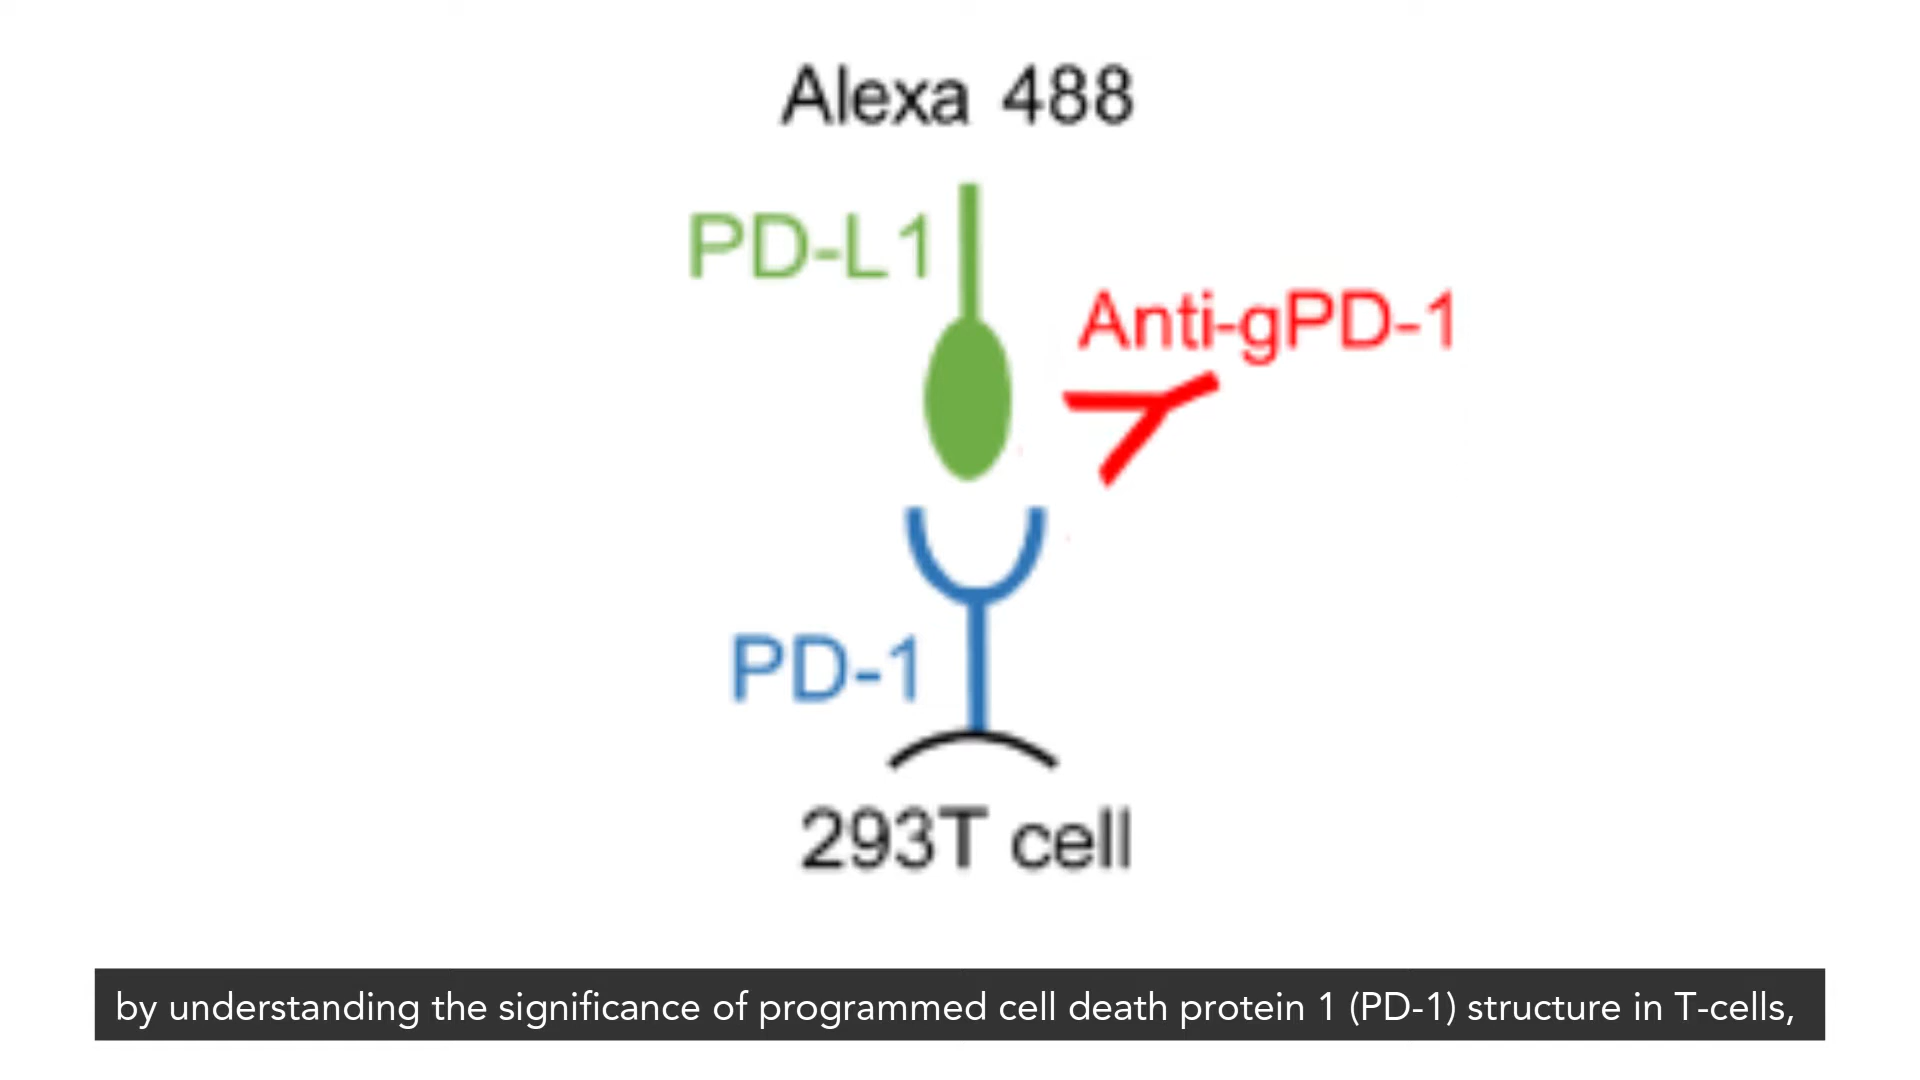 Alexa 488
PD-L1
Anti-gPD-1
PD-1
293T cell
by understanding the significance of programmed cell death protein 1 (PD-1) structure in T-cells,